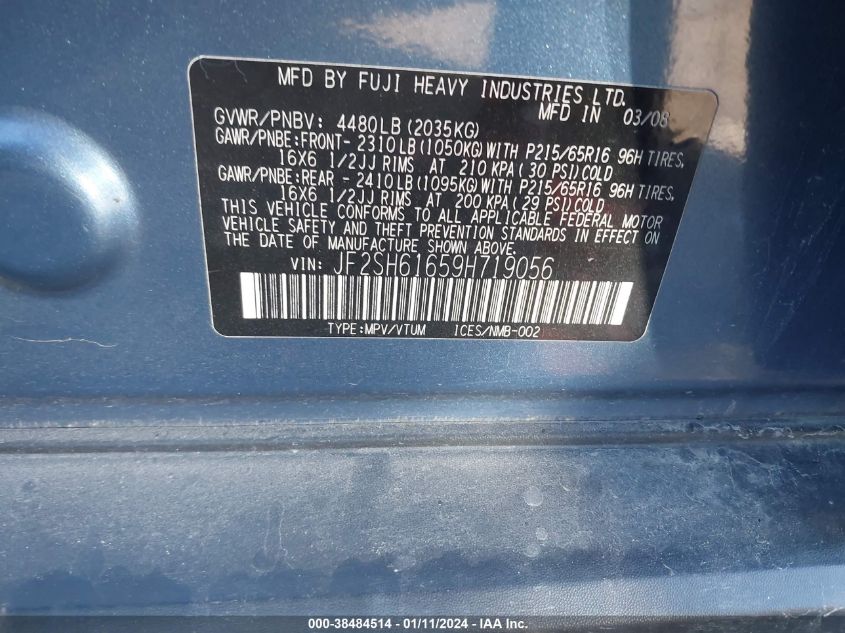 MFD BY FUJI HEAVY INDUSTRIES LTD.
MFD IN 03/08
GVWR/PNBV: 4480LB(2035KG)
GAWR/PNBE:FRONT- 2310LB(1050KG)WITH P215/65R16 96H TIRES,
16X6 1/2JJ RIMS AT 210 KPA(30 PSI)COLD
GAWR/PNBE:REAR - 2410LB(1095KG)WITH P215/65R16 96H TIRES,
16X6 1/2JJ RIMS AT 200 KPA(29 PSI)COLD
THIS VEHICLE CONFORMS TO ALL APPLICABLE FEDERAL MOTOR
VEHICLE SAFETY AND THEFT PREVENTION STANDARDS IN EFFECT ON
THE DATE OF MANUFACTURE SHOWN ABOVE.
VIN: JF2SH61659H719056
TYPE:MPV/VTUM ICES/NMB-002
000-38484514 - 01/11/2024 - IAA Inc.